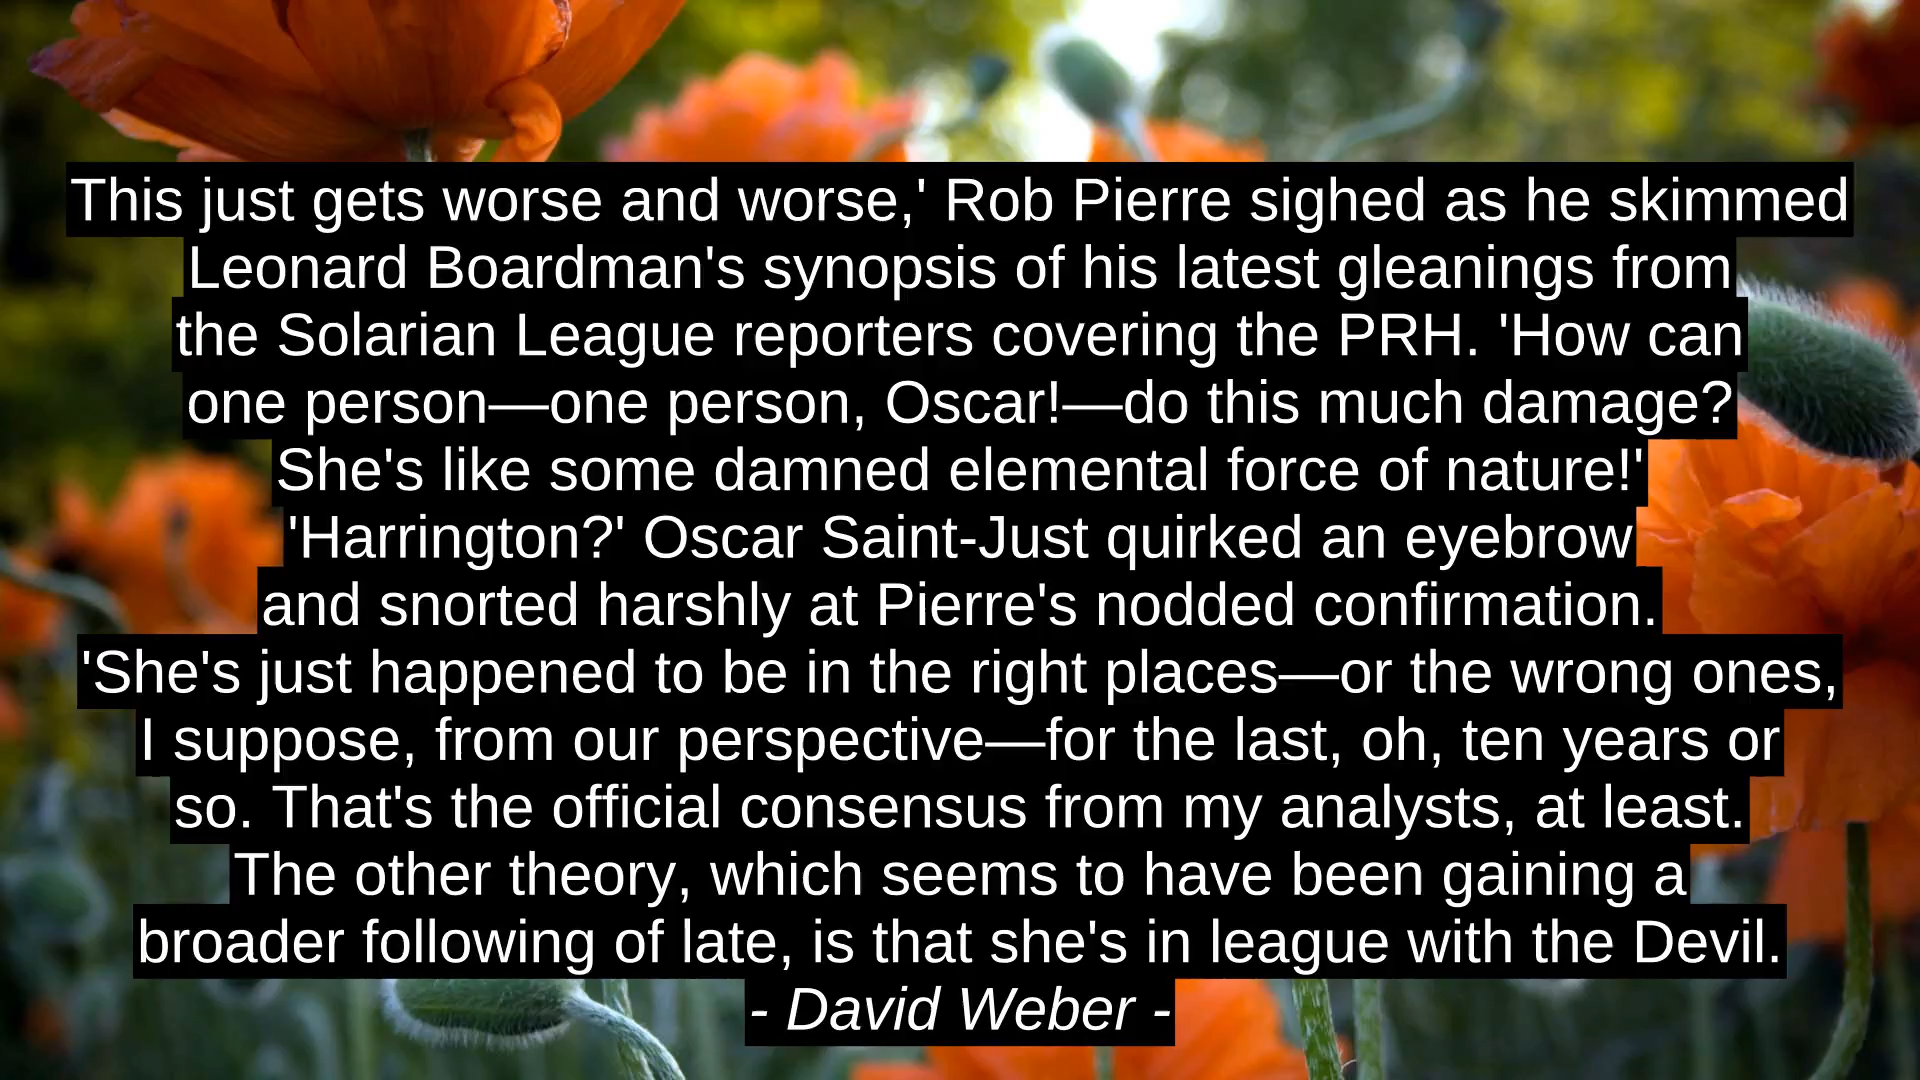 This just gets worse and worse,' Rob Pierre sighed as he skimmed
Leonard Boardman's synopsis of his latest gleanings from
the Solarian League reporters covering the PRH. 'How can
one person—one person, Oscar!—do this much damage?
She's like some damned elemental force of nature!'
'Harrington?' Oscar Saint-Just quirked an eyebrow
and snorted harshly at Pierre's nodded confirmation.
'She's just happened to be in the right places—or the wrong ones,
I suppose, from our perspective—for the last, oh, ten years or
so. That's the official consensus from my analysts, at least.
The other theory, which seems to have been gaining a
broader following of late, is that she's in league with the Devil.
- David Weber -